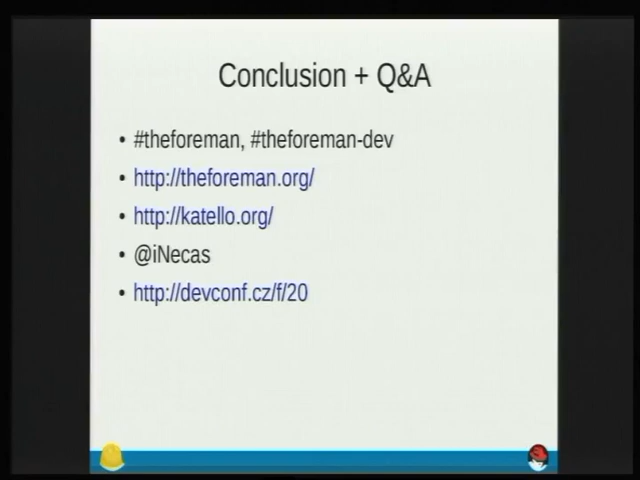 Conclusion + Q&A
• #theforeman, #theforeman-dev
• http://theforeman.org/
• http://katello.org/
• @iNecas
• http://devconf.cz/f/20